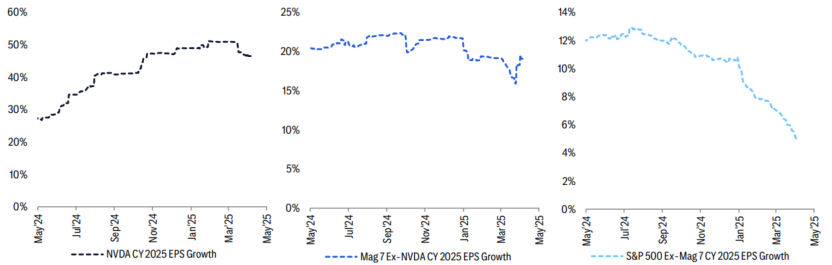 60%
50%
40%
30%
20%
10%
0%
May'24
Jul'24
Sep'24
Nov'24
Jan'25
Mar'25
May'25
NVDA CY 2025 EPS Growth
25%
20%
15%
10%
5%
0%
May'24
Jul'24
Sep'24
Nov'24
Jan'25
Mar'25
May'25
Mag 7 Ex-NVDA CY 2025 EPS Growth
14%
12%
10%
8%
6%
4%
2%
0%
May'24
Jul'24
Sep'24
Nov'24
Jan'25
Mar'25
May'25
S&P 500 Ex-Mag 7 CY 2025 EPS Growth